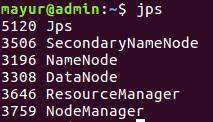 mayur@admin:~$ jps
5120 Jps
3506 SecondaryNameNode
3196 NameNode
3308 DataNode
3646 ResourceManager
3759 NodeManager